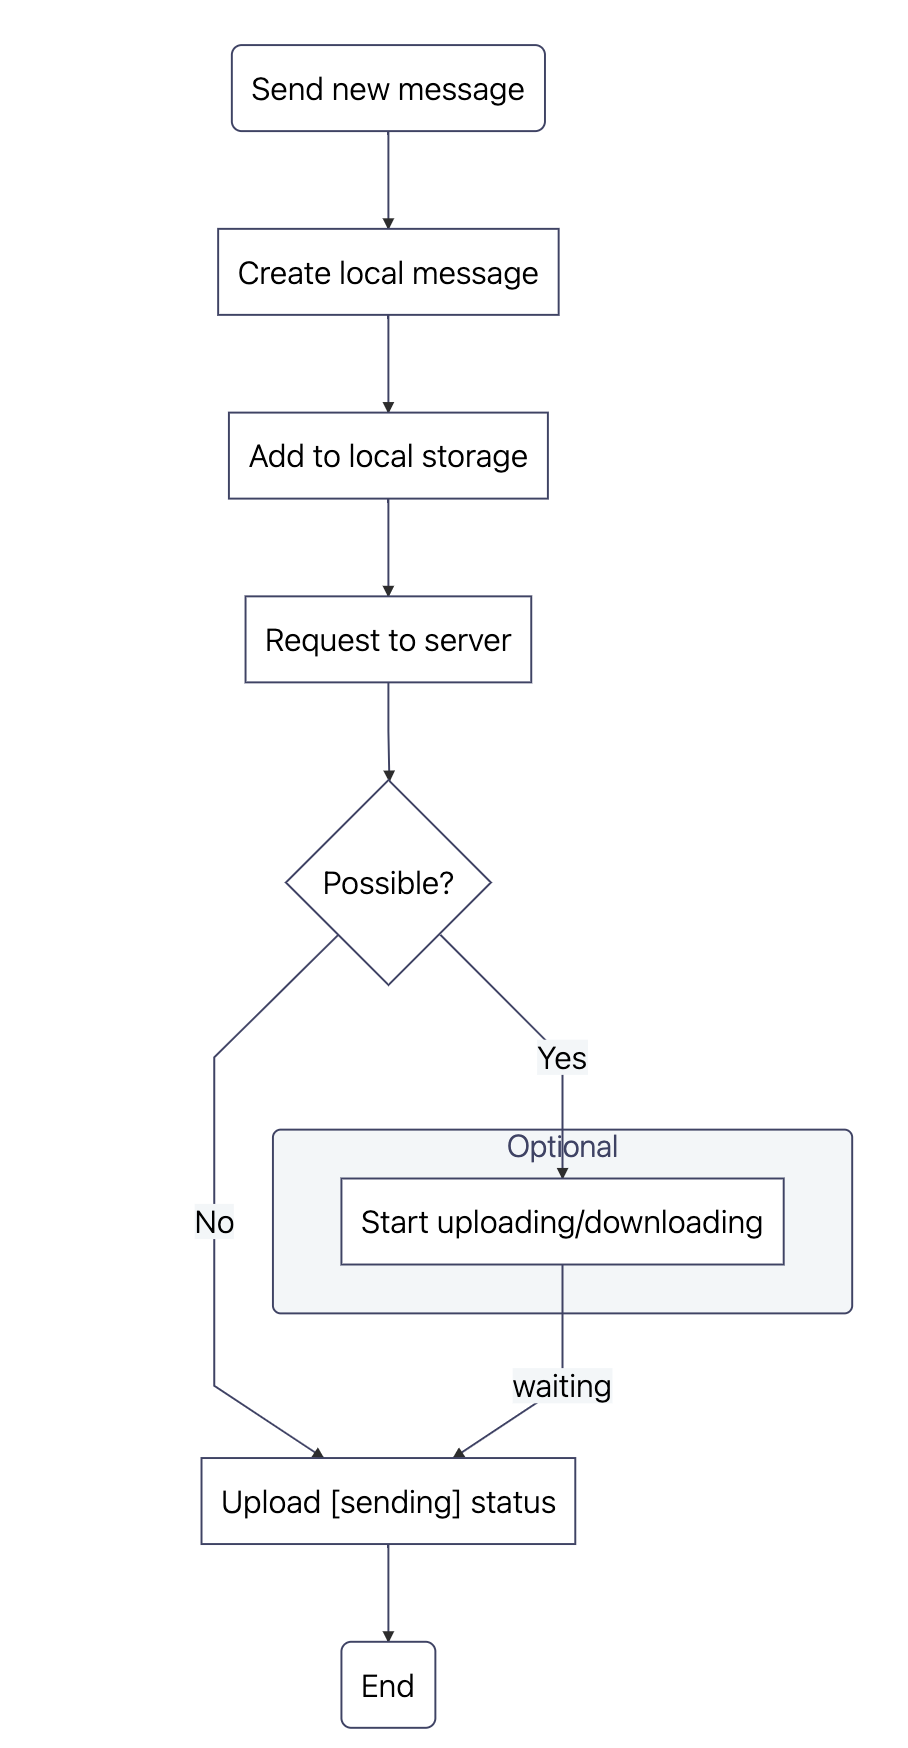 Send new message
Create local message
Add to local storage
Request to server
Possible?
Yes
Optional
No
Start uploading/downloading
waiting
Upload [sending] status
End